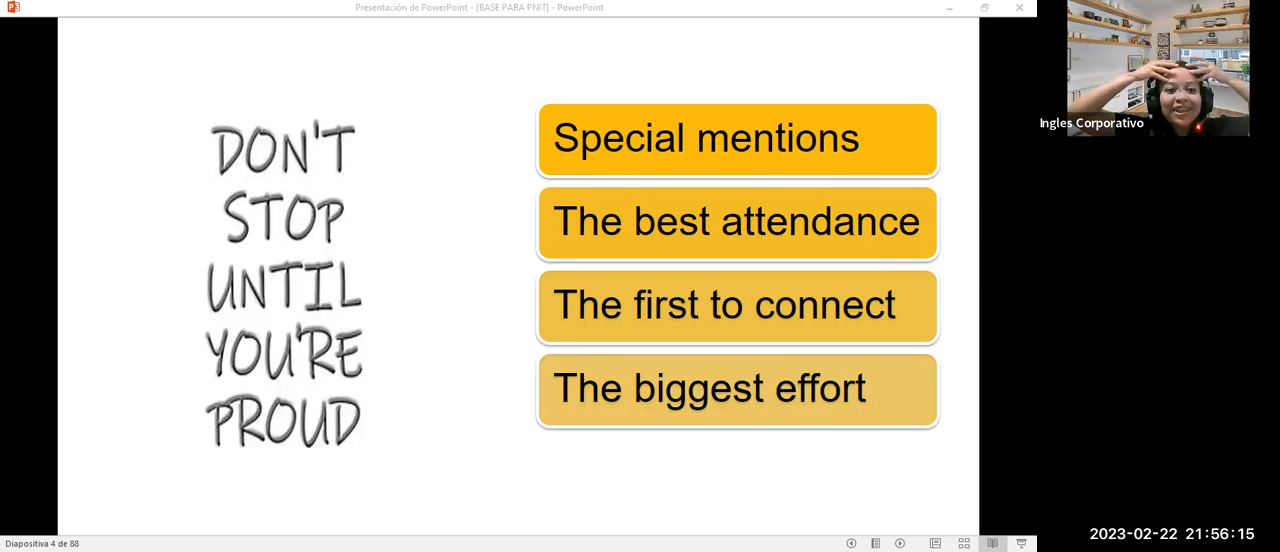 Presentación de PowerPoint - [BASE PARA PNIT] - PowerPoint
DON'T
STOP
UNTIL
YOU'RE
PROUD
Special mentions
The best attendance
The first to connect
The biggest effort
Ingles Corporativo
Diapositiva 4 de 88
2023-02-22 21:56:15